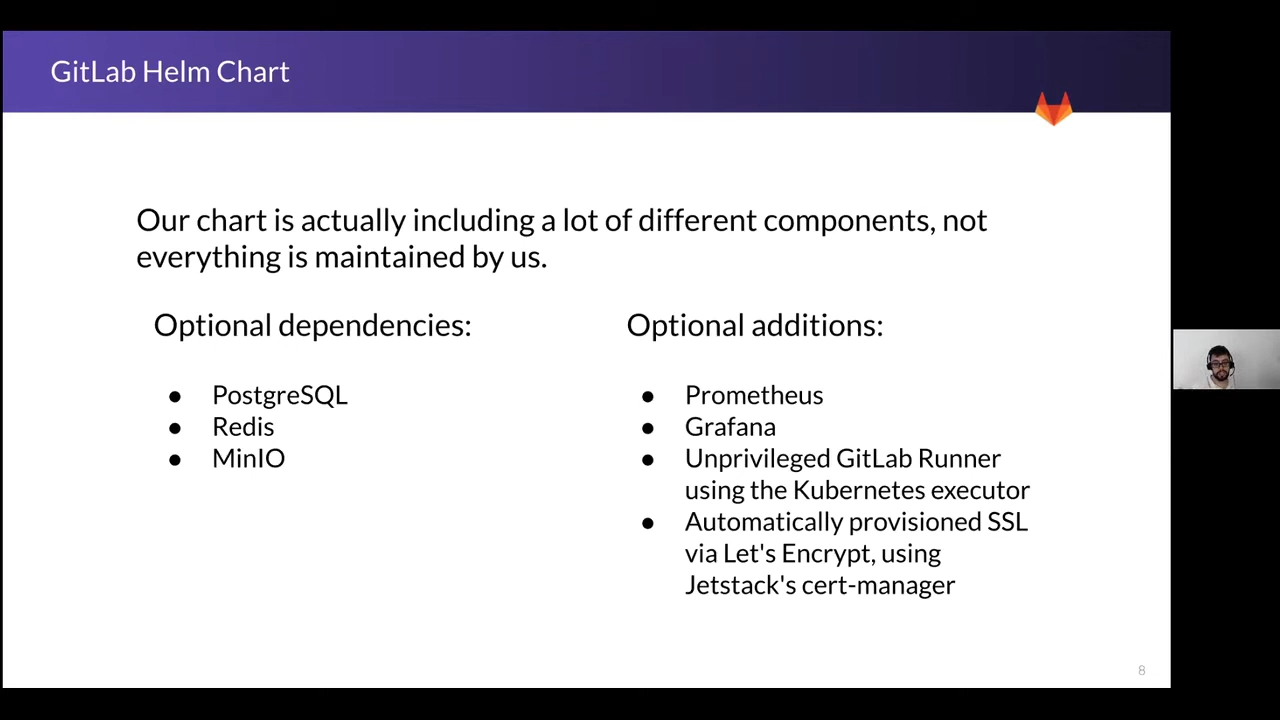 GitLab Helm Chart
Our chart is actually including a lot of different components, not
everything is maintained by us.
Optional dependencies:
● PostgreSQL
● Redis
● MinIO
Optional additions:
● Prometheus
● Grafana
● Unprivileged GitLab Runner
using the Kubernetes executor
● Automatically provisioned SSL
via Let's Encrypt, using
Jetstack's cert-manager
8